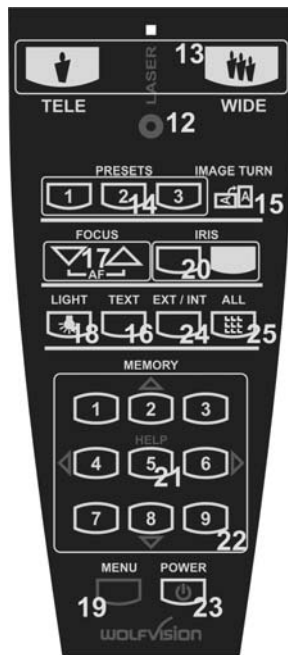 13
LASER
TELE
WIDE
12
PRESETS
IMAGE TURN
1 2 3
14
A A
15
FOCUS
IRIS
17
AF
20
LIGHT TEXT EXT / INT ALL
18 16 24 25
MEMORY
1 2 3
HELP
4 5 6
21
7 8 9
22
MENU POWER
19 23
WOLFVISION